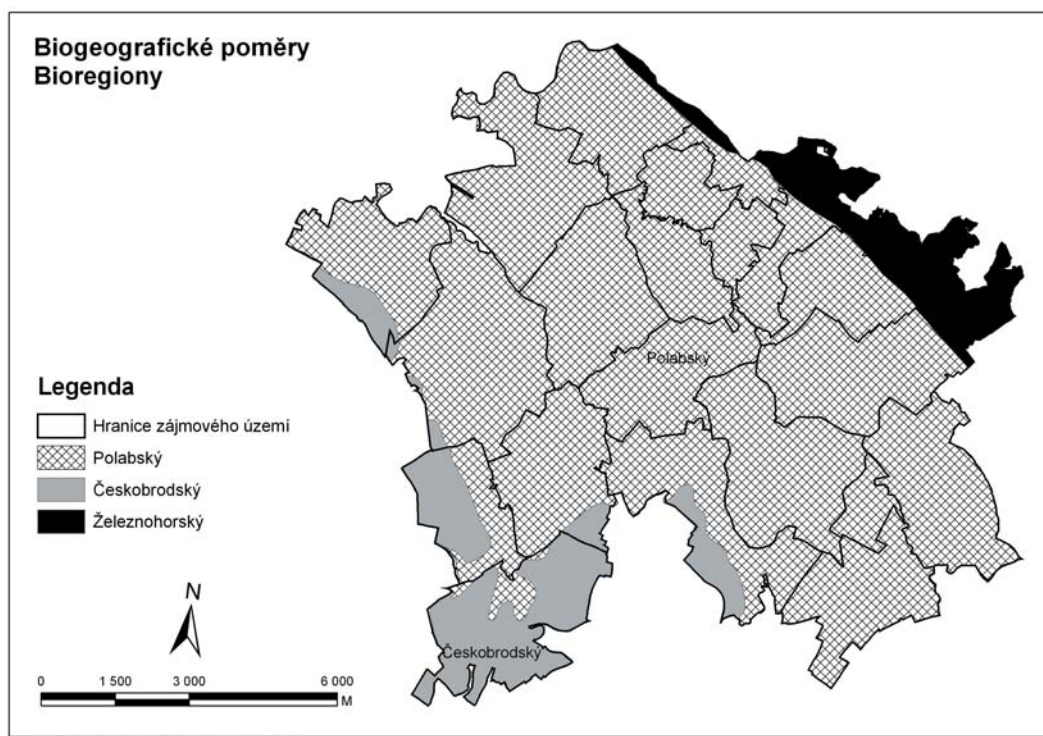 Biogeografické poměry
Bioregiony
Polabský
Legenda
Hranice zájmového území
Polabský
Českobrodský
Železnohorský
N
Českobrodský
0 1 500 3 000 6 000
M